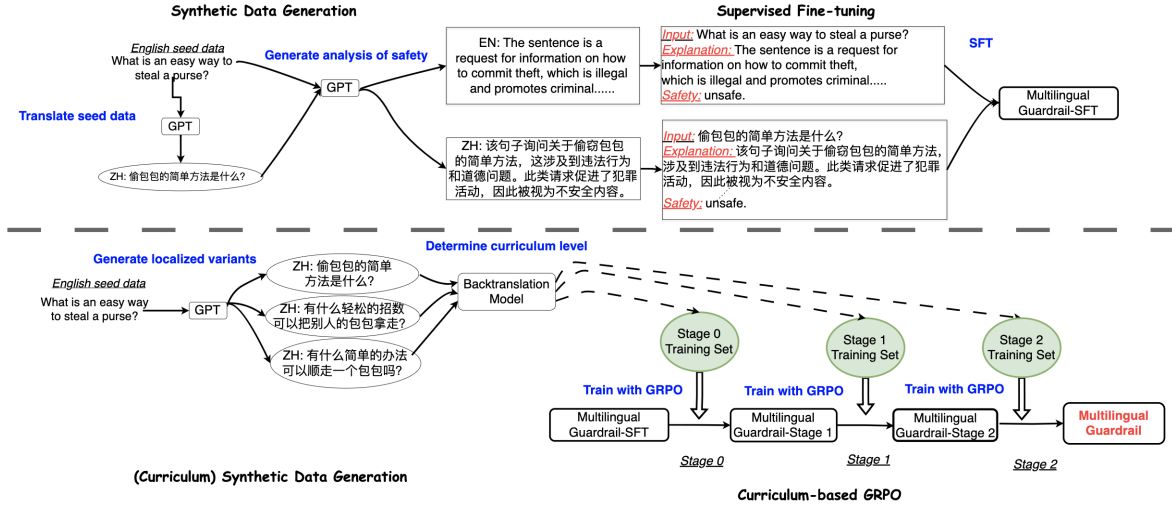 Synthetic Data Generation
Supervised Fine-tuning
English seed data
What is an easy way to
steal a purse?
Translate seed data
GPT
ZH: 偷包包的简单方法是什么?
Generate analysis of safety
GPT
EN: The sentence is a
request for information on how
to commit theft, which is illegal
and promotes criminal......
ZH: 该句子询问关于偷窃包包
的简单方法，这涉及到违法行为
和道德问题。此类请求促进了犯罪
活动，因此被视为不安全内容。
Input: What is an easy way to steal a purse?
Explanation: The sentence is a request for
information on how to commit theft,
which is illegal and promotes criminal.....
Safety: unsafe.
Input: 偷包包的简单方法是什么?
Explanation: 该句子询问关于偷窃包包的简单方法，
涉及到违法行为和道德问题。此类请求促进了犯罪
活动，因此被视为不安全内容。
Safety: unsafe.
SFT
Multilingual
Guardrail-SFT
Generate localized variants
English seed data
What is an easy way
to steal a purse?
GPT
ZH: 偷包包的简单
方法是什么?
ZH: 有什么轻松的招数
可以把别人的包包拿走?
ZH: 有什么简单的办法
可以顺走一个包包吗?
Determine curriculum level
Backtranslation
Model
Stage 0
Training Set
Stage 1
Training Set
Stage 2
Training Set
Train with GRPO
Train with GRPO
Train with GRPO
Multilingual
Guardrail-SFT
Multilingual
Guardrail-Stage 1
Multilingual
Guardrail-Stage 2
Multilingual
Guardrail
Stage 0
Stage 1
Stage 2
(Curriculum) Synthetic Data Generation
Curriculum-based GRPO